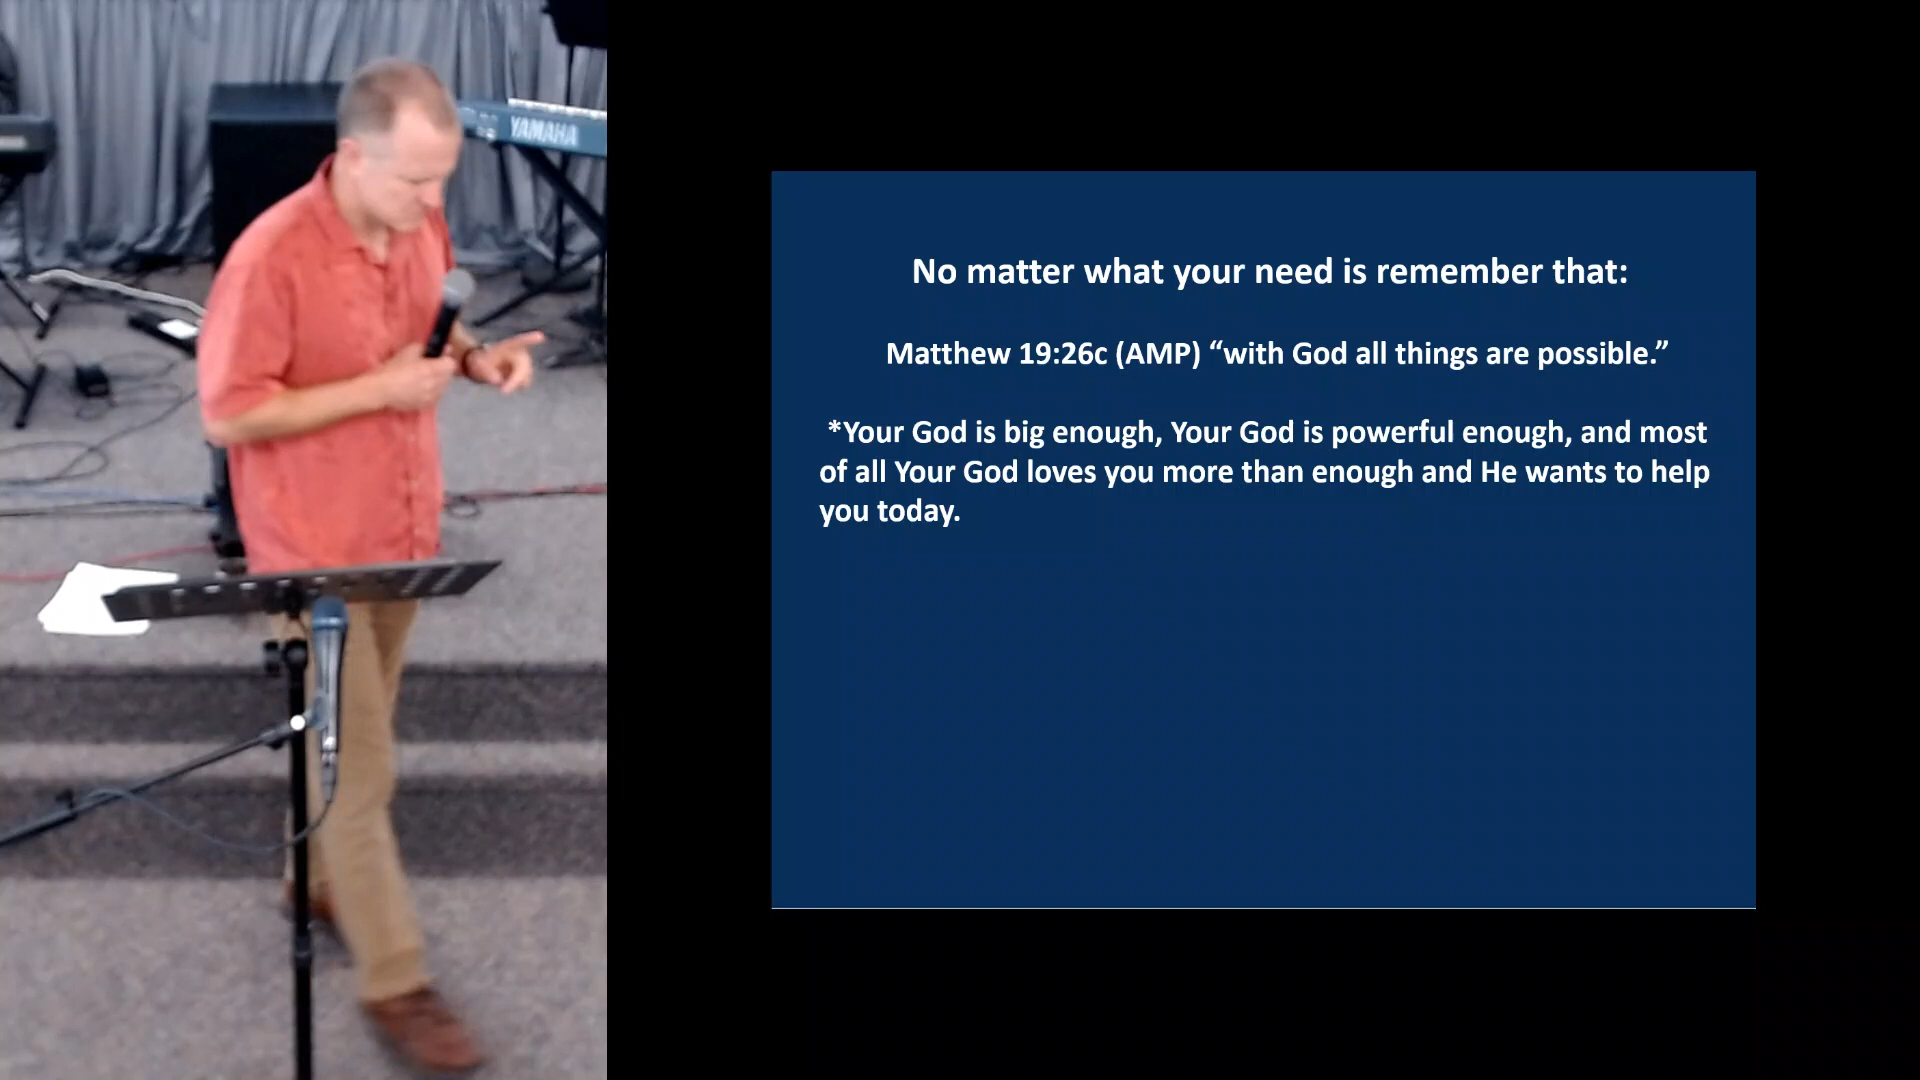 YAMAHA
No matter what your need is remember that:
Matthew 19:26c (AMP) “with God all things are possible.”
*Your God is big enough, Your God is powerful enough, and most
of all Your God loves you more than enough and He wants to help
you today.